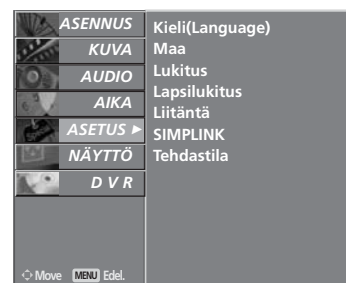 ASENNUS
KUVA
AUDIO
AIKA
ASETUS ►
NÄYTTÖ
D V R
Move MENU Edel.
Kieli(Language)
Maa
Lukitus
Lapsilukitus
Liitäntä
SIMPLINK
Tehdastila